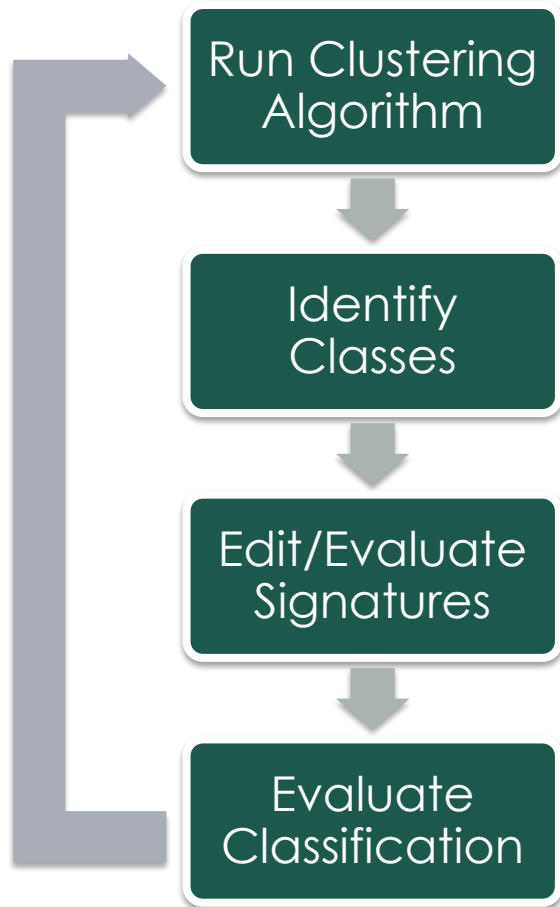 Run Clustering
Algorithm
Identify
Classes
Edit/Evaluate
Signatures
Evaluate
Classification